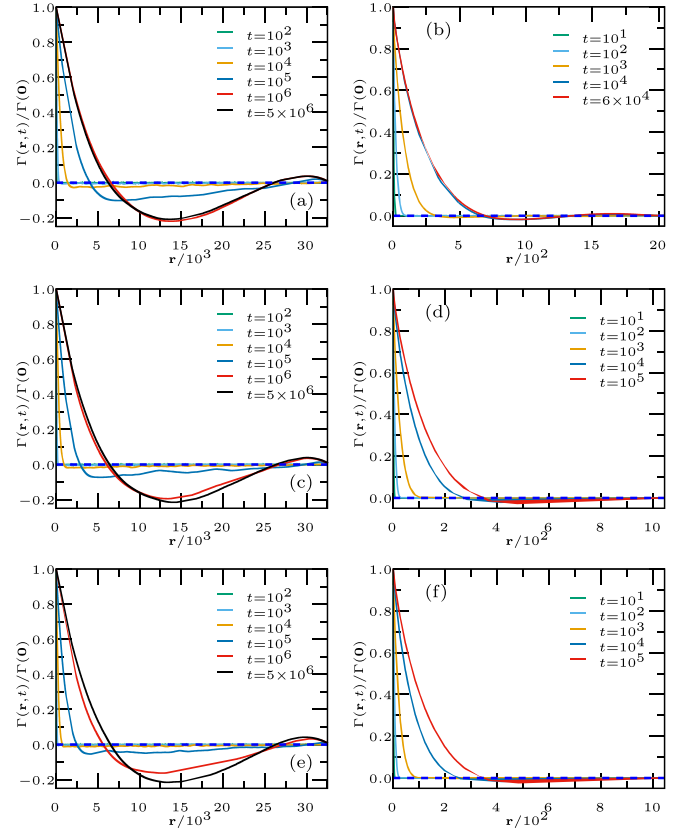 Γ(r,t)/Γ(0)
1.0
0.8
0.6
0.4
0.2
0.0
−0.2
t=10²
t=10³
t=10⁴
t=10⁵
t=10⁶
t=5×10⁶
(a)
0 5 10 15 20 25 30
r/10³
Γ(r,t)/Γ(0)
1.0
0.8
0.6
0.4
0.2
0.0
(b)
t=10¹
t=10²
t=10³
t=10⁴
t=6×10⁴
0 5 10 15 20
r/10²
Γ(r,t)/Γ(0)
1.0
0.8
0.6
0.4
0.2
0.0
−0.2
t=10²
t=10³
t=10⁴
t=10⁵
t=10⁶
t=5×10⁶
(c)
0 5 10 15 20 25 30
r/10³
Γ(r,t)/Γ(0)
1.0
0.8
0.6
0.4
0.2
0.0
(d)
t=10¹
t=10²
t=10³
t=10⁴
t=10⁵
0 2 4 6 8 10
r/10²
Γ(r,t)/Γ(0)
1.0
0.8
0.6
0.4
0.2
0.0
−0.2
t=10²
t=10³
t=10⁴
t=10⁵
t=10⁶
t=5×10⁶
(e)
0 5 10 15 20 25 30
r/10³
Γ(r,t)/Γ(0)
1.0
0.8
0.6
0.4
0.2
0.0
(f)
t=10¹
t=10²
t=10³
t=10⁴
t=10⁵
0 2 4 6 8 10
r/10²